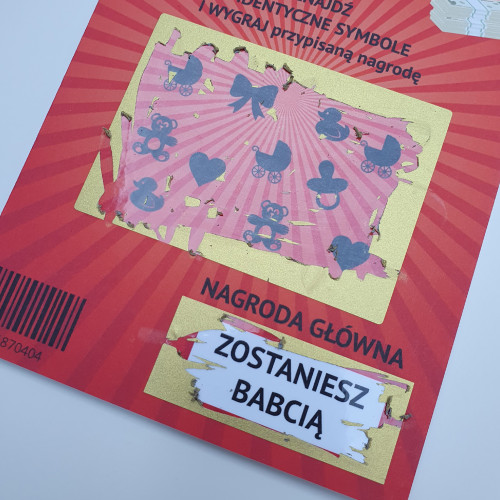 ZNAJDŹ
IDENTYCZNE SYMBOLE
I WYGRAJ przypisaną nagrodę
NAGRODA GŁÓWNA
ZOSTANIESZ
BABCIĄ
870404